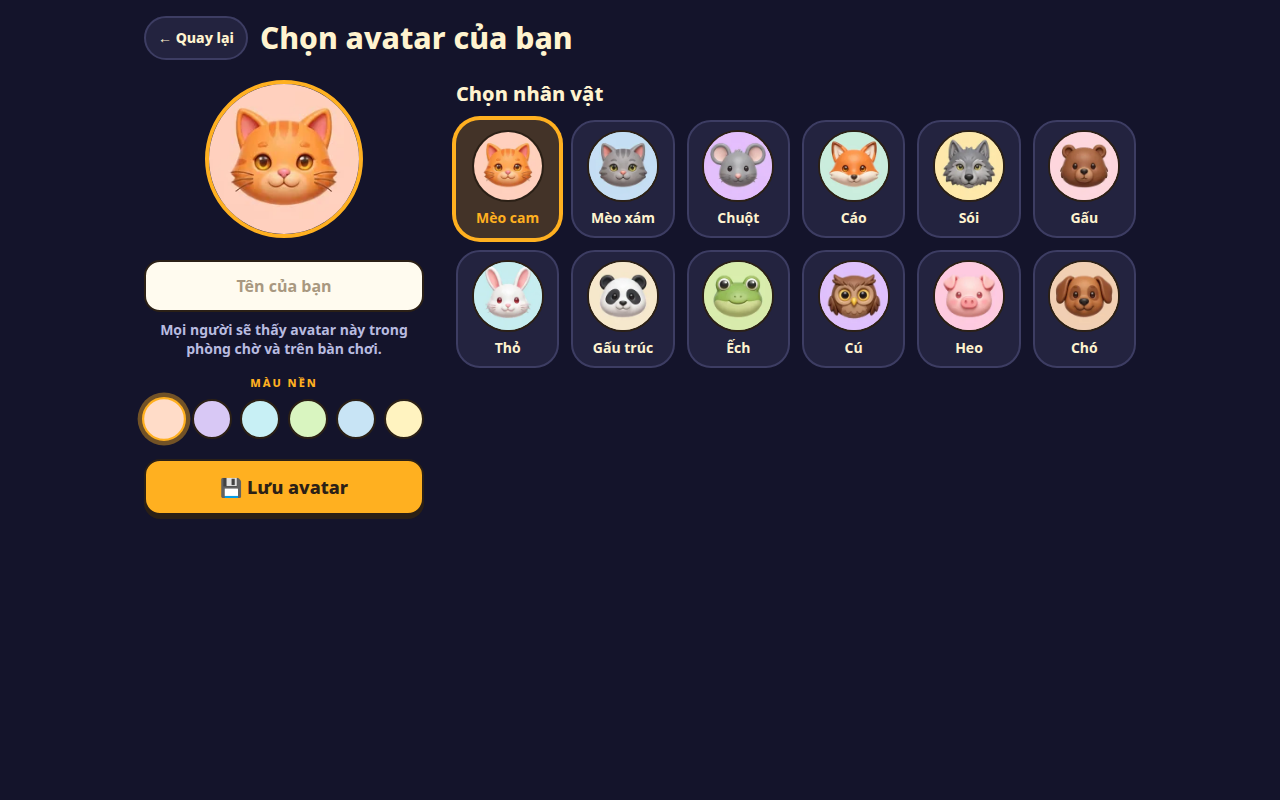 ← Quay lại
Chọn avatar của bạn
Tên của bạn
Mọi người sẽ thấy avatar này trong
phòng chờ và trên bàn chơi.
MÀU NỀN
💾 Lưu avatar
Chọn nhân vật
Mèo cam
Mèo xám
Chuột
Cáo
Sói
Gấu
Thỏ
Gấu trúc
Ếch
Cú
Heo
Chó